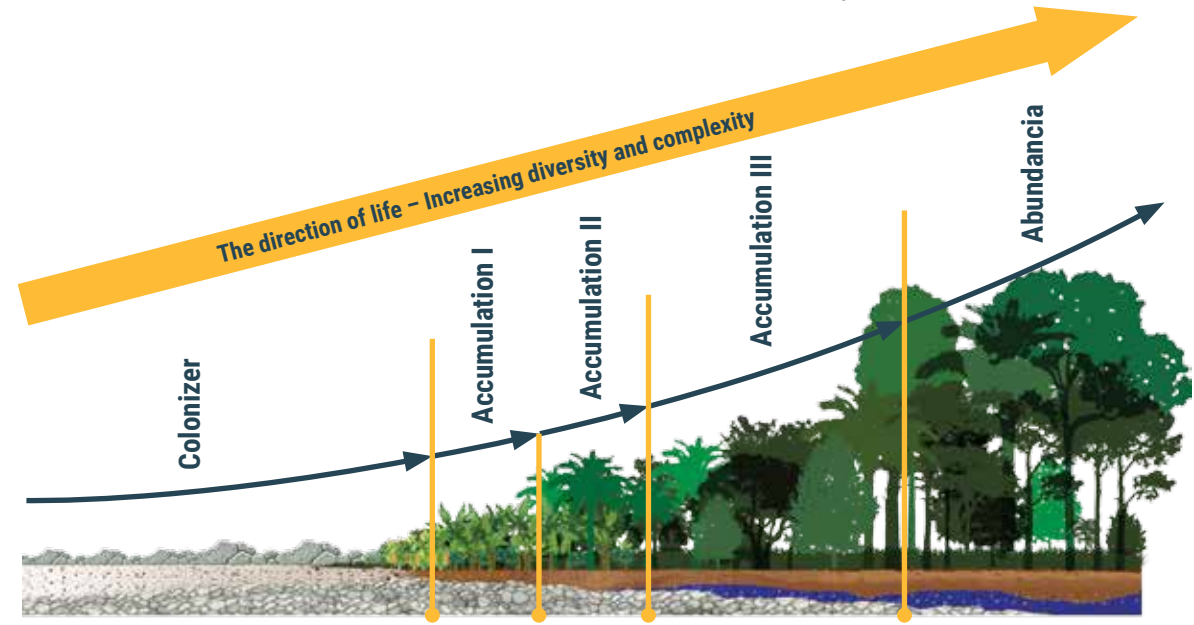 The direction of life – Increasing diversity and complexity
Colonizer
Accumulation I
Accumulation II
Accumulation III
Abundancia